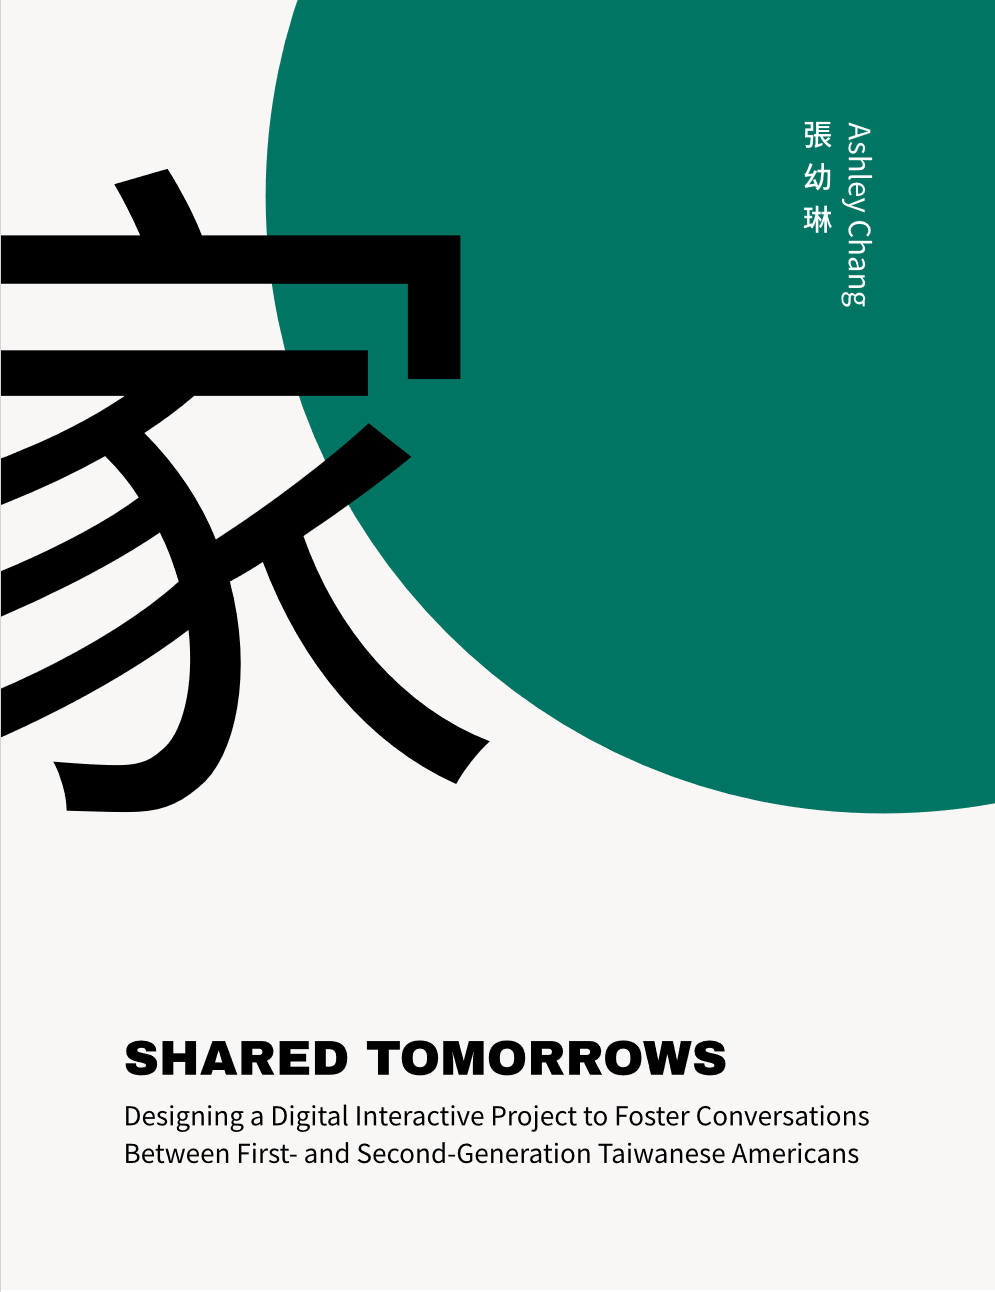 家
Ashley Chang
張幼琳
SHARED TOMORROWS
Designing a Digital Interactive Project to Foster Conversations
Between First- and Second-Generation Taiwanese Americans